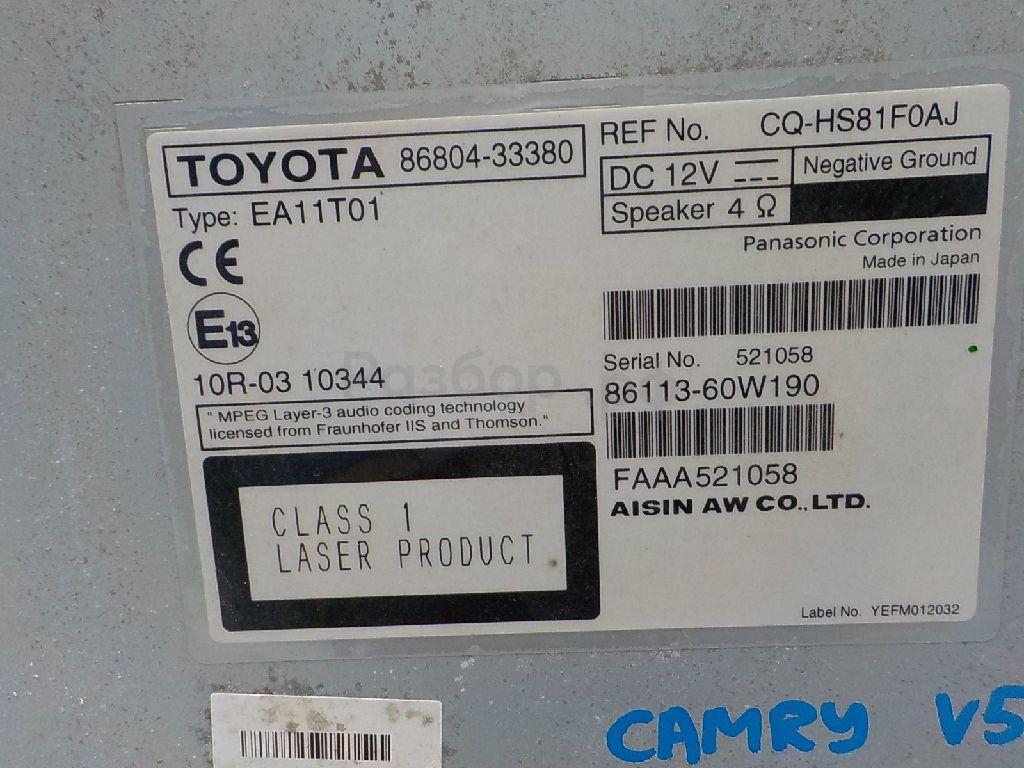 TOYOTA 86804-33380
Type: EA11T01
CE
E13
10R-03 10344
" MPEG Layer-3 audio coding technology
licensed from Fraunhofer IIS and Thomson."
CLASS 1
LASER PRODUCT
REF No. CQ-HS81F0AJ
DC 12V
Negative Ground
Speaker 4 Ω
Panasonic Corporation
Made in Japan
Serial No. 521058
86113-60W190
FAAA521058
AISIN AW CO.,LTD.
Label No. YEFM012032
Разбор
CAMRY V5